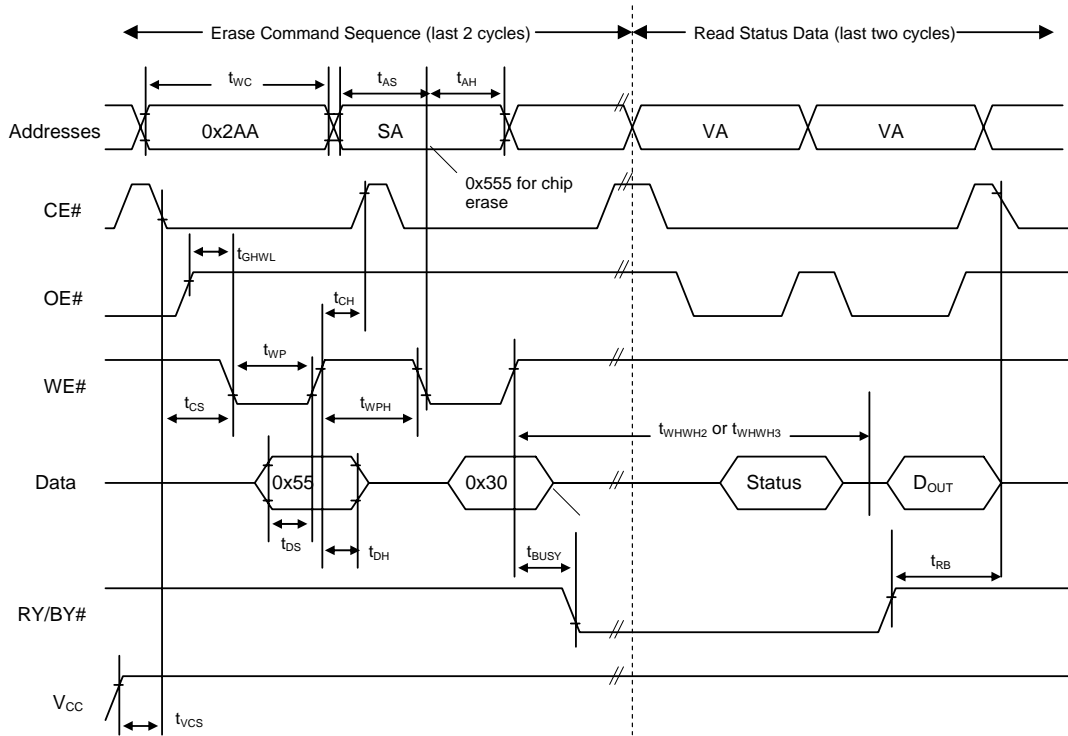 Erase Command Sequence (last 2 cycles)
Read Status Data (last two cycles)
tWC
tAS
tAH
Addresses
0x2AA
SA
VA
VA
0x555 for chip
erase
CE#
tGHWL
OE#
tCH
tWP
WE#
tCS
tWPH
tWHWH2 or tWHWH3
Data
0x55
0x30
Status
DOUT
tDS
tDH
tBUSY
tRB
RY/BY#
VCC
tVCS